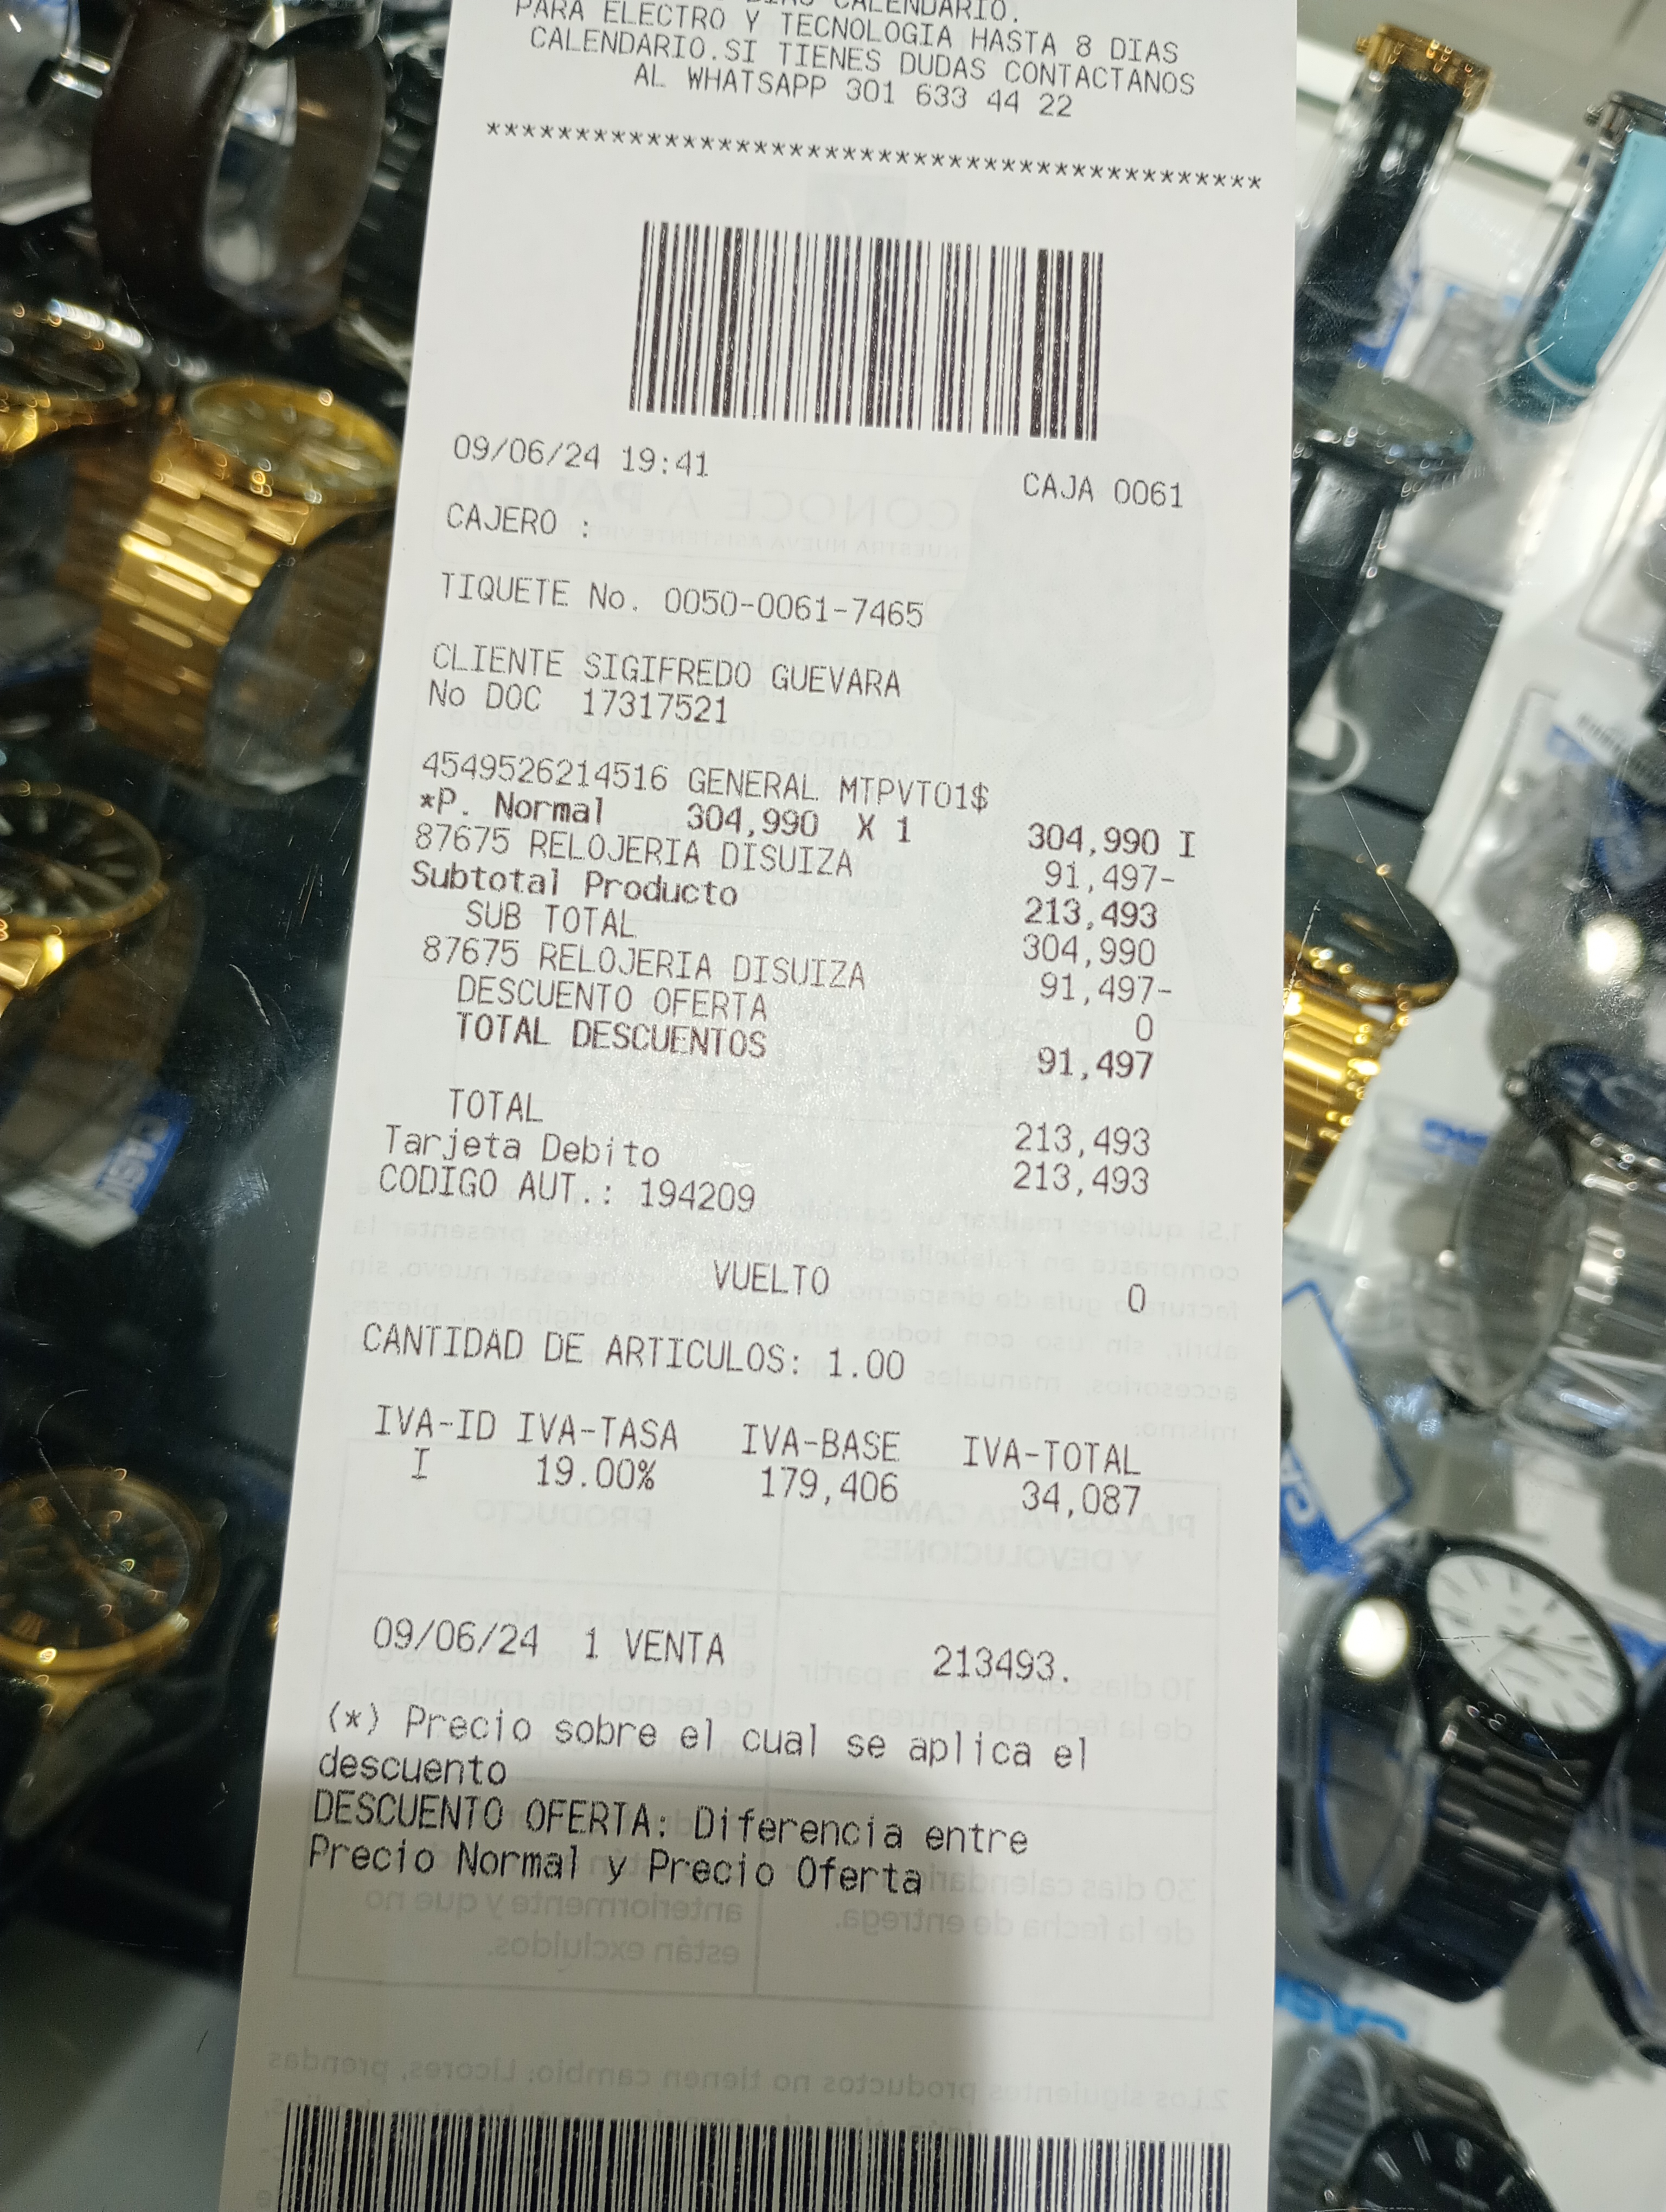 DIAS CALENDARIO.
PARA ELECTRO Y TECNOLOGIA HASTA 8 DIAS
CALENDARIO.SI TIENES DUDAS CONTACTANOS
AL WHATSAPP 301 633 44 22
********************************************
09/06/24 19:41 CAJA 0061
CAJERO :
TIQUETE No. 0050-0061-7465
CLIENTE SIGIFREDO GUEVARA
No DOC 17317521
4549526214516 GENERAL MTPVT01$
*P. Normal 304,990 X 1 304,990 I
87675 RELOJERIA DISUIZA 91,497-
Subtotal Producto 213,493
SUB TOTAL 304,990
87675 RELOJERIA DISUIZA 91,497-
DESCUENTO OFERTA 0
TOTAL DESCUENTOS 91,497
TOTAL 213,493
Tarjeta Debito 213,493
CODIGO AUT.: 194209
VUELTO 0
CANTIDAD DE ARTICULOS: 1.00
IVA-ID IVA-TASA IVA-BASE IVA-TOTAL
I 19.00% 179,406 34,087
09/06/24 1 VENTA 213493.
(*) Precio sobre el cual se aplica el
descuento
DESCUENTO OFERTA: Diferencia entre
Precio Normal y Precio Oferta
CASIO